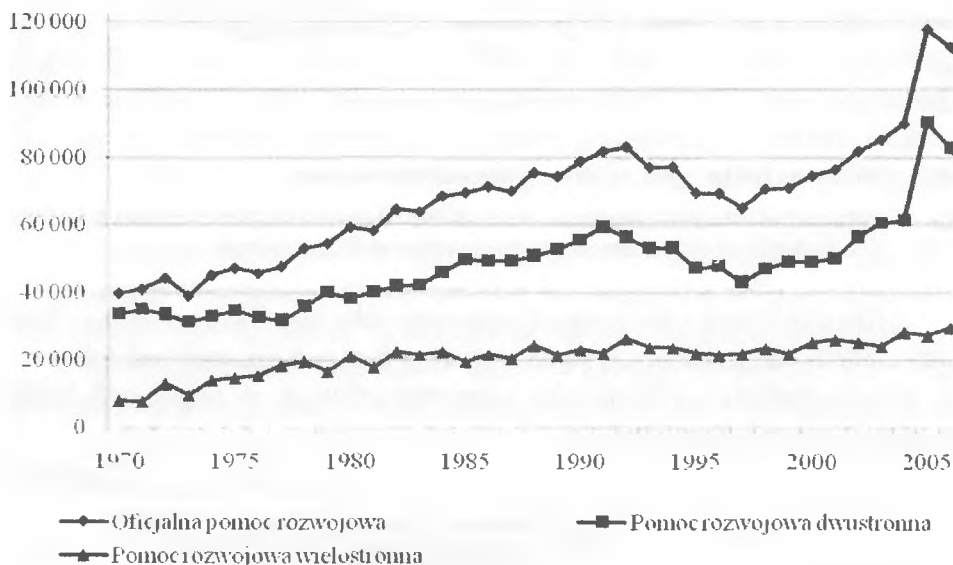 120 000
100 000
80 000
60 000
40 000
20 000
0
1970 1975 1980 1985 1990 1995 2000 2005
Oficjalna pomoc rozwojowa
Pomoc rozwojowa dwustronna
Pomoc rozwojowa wielostronna